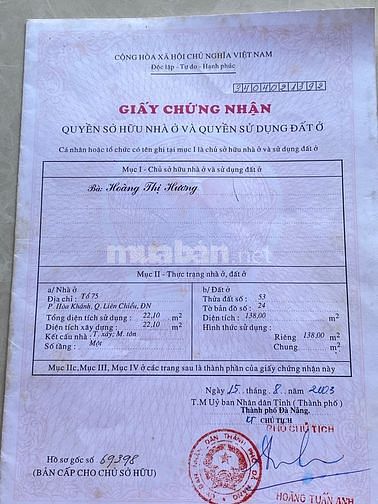 CỘNG HÒA XÃ HỘI CHỦ NGHĨA VIỆT NAM
Độc lập - Tự do - Hạnh phúc
3404021392
GIẤY CHỨNG NHẬN
QUYỀN SỞ HỮU NHÀ Ở VÀ QUYỀN SỬ DỤNG ĐẤT Ở
Cá nhân hoặc tổ chức có tên ghi tại mục I là chủ sở hữu nhà ở và sử dụng đất ở
Mục I - Chủ sở hữu nhà ở và sử dụng đất ở
Bà: Hoàng Thị Hương
muaban.net
Mục II - Thực trạng nhà ở, đất ở
a/ Nhà ở
Địa chỉ : Tổ 75
P. Hòa Khánh, Q. Liên Chiểu, ĐN
Tổng diện tích sử dụng : 22,10 m2
Diện tích xây dựng : 22,10 m2
Kết cấu nhà : T. xây, M. tôn
Số tầng : Một
b/ Đất ở
Thửa đất số : 53
Tờ bản đồ số : 24
Diện tích : 138,00 m2
Hình thức sử dụng :
Riêng : 138,00 m2
Chung : m2
Mục IIc, Mục III, Mục IV ở các trang sau là thành phần của giấy chứng nhận này
Ngày 15 . tháng . 8 . năm . 2003
T.M Uỷ ban Nhân dân Tỉnh ( Thành phố )
Thành phố Đà Nẵng.
CHỦ TỊCH
PHÓ CHỦ TỊCH
Hồ sơ gốc số 69398
(BẢN CẤP CHO CHỦ SỞ HỮU)
HOÀNG TUẤN ANH